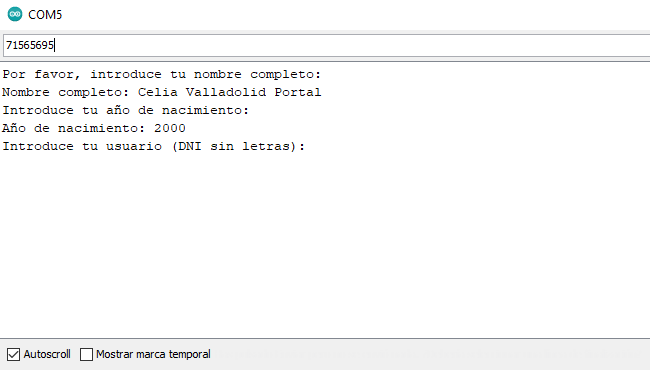 COM5
71565695
Por favor, introduce tu nombre completo:
Nombre completo: Celia Valladolid Portal
Introduce tu año de nacimiento:
Año de nacimiento: 2000
Introduce tu usuario (DNI sin letras):
Autoscroll Mostrar marca temporal